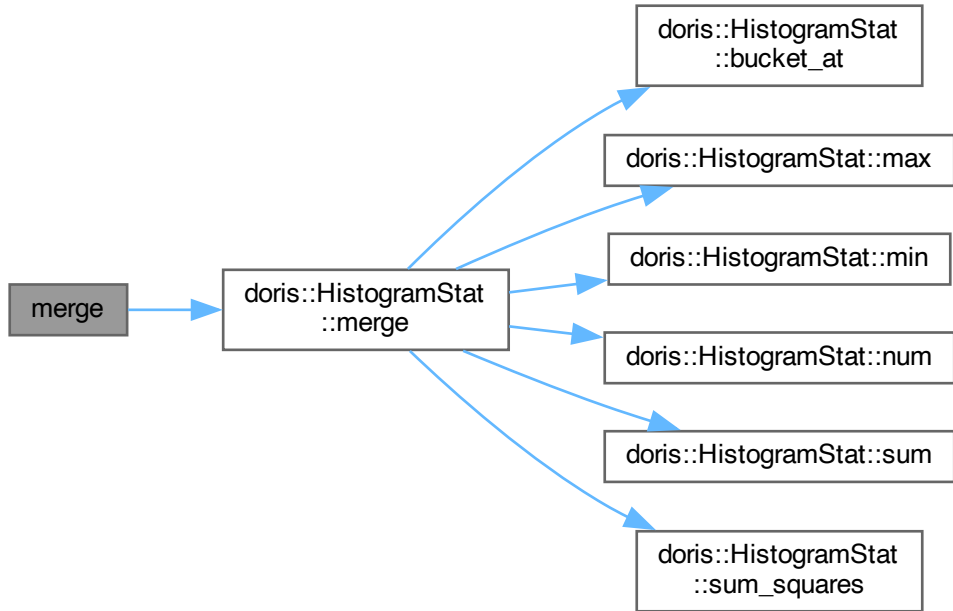 merge
doris::HistogramStat
::merge
doris::HistogramStat
::bucket_at
doris::HistogramStat::max
doris::HistogramStat::min
doris::HistogramStat::num
doris::HistogramStat::sum
doris::HistogramStat
::sum_squares